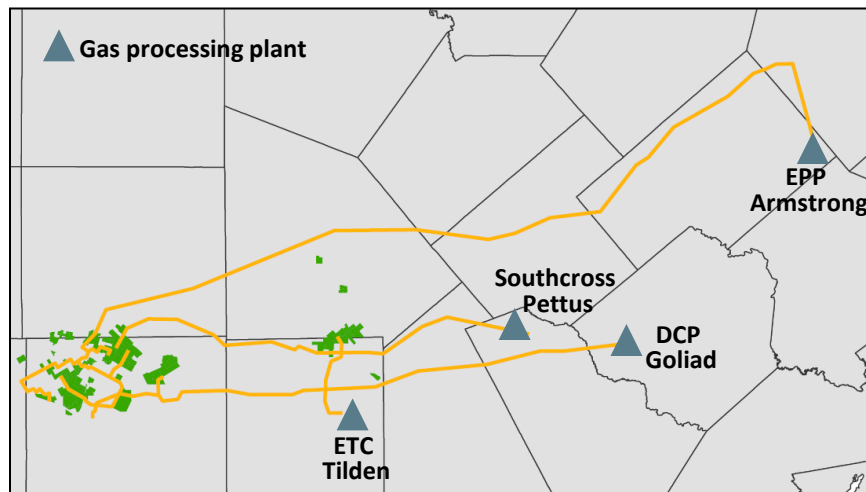 Gas processing plant
EPP
Armstrong
Southcross
Pettus
DCP
Goliad
ETC
Tilden